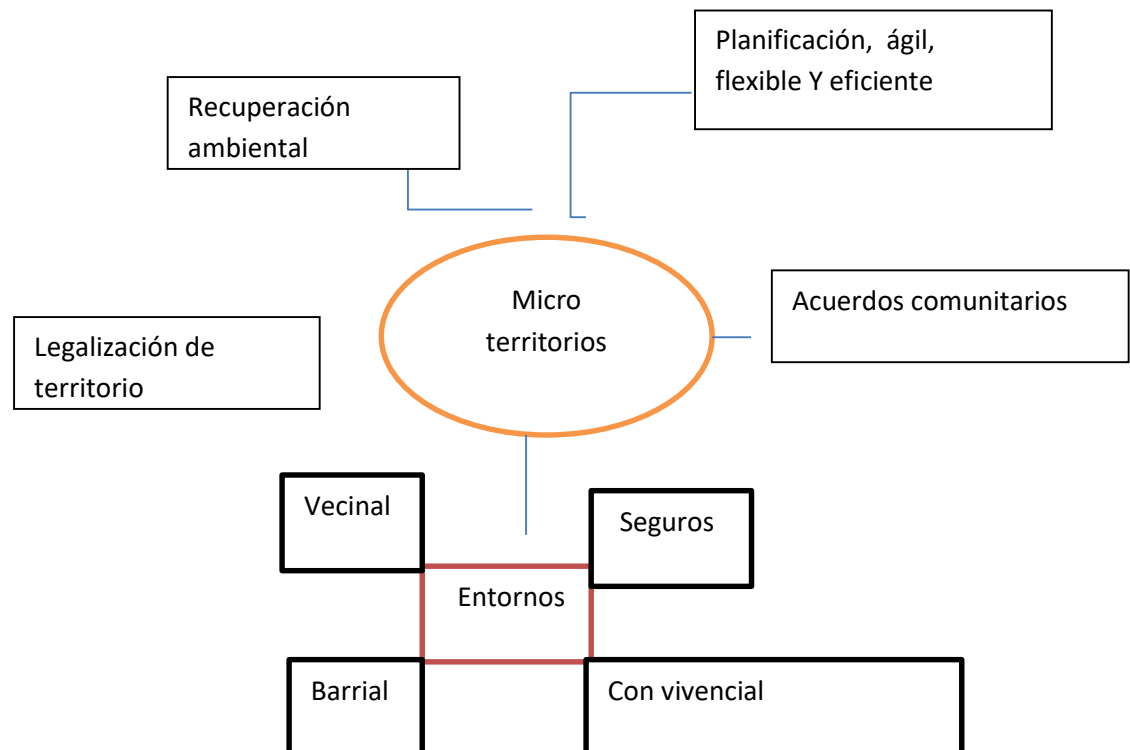 Planificación, ágil,
flexible Y eficiente
Recuperación
ambiental
Micro
territorios
Acuerdos comunitarios
Legalización de
territorio
Vecinal
Seguros
Entornos
Barrial
Con vivencial